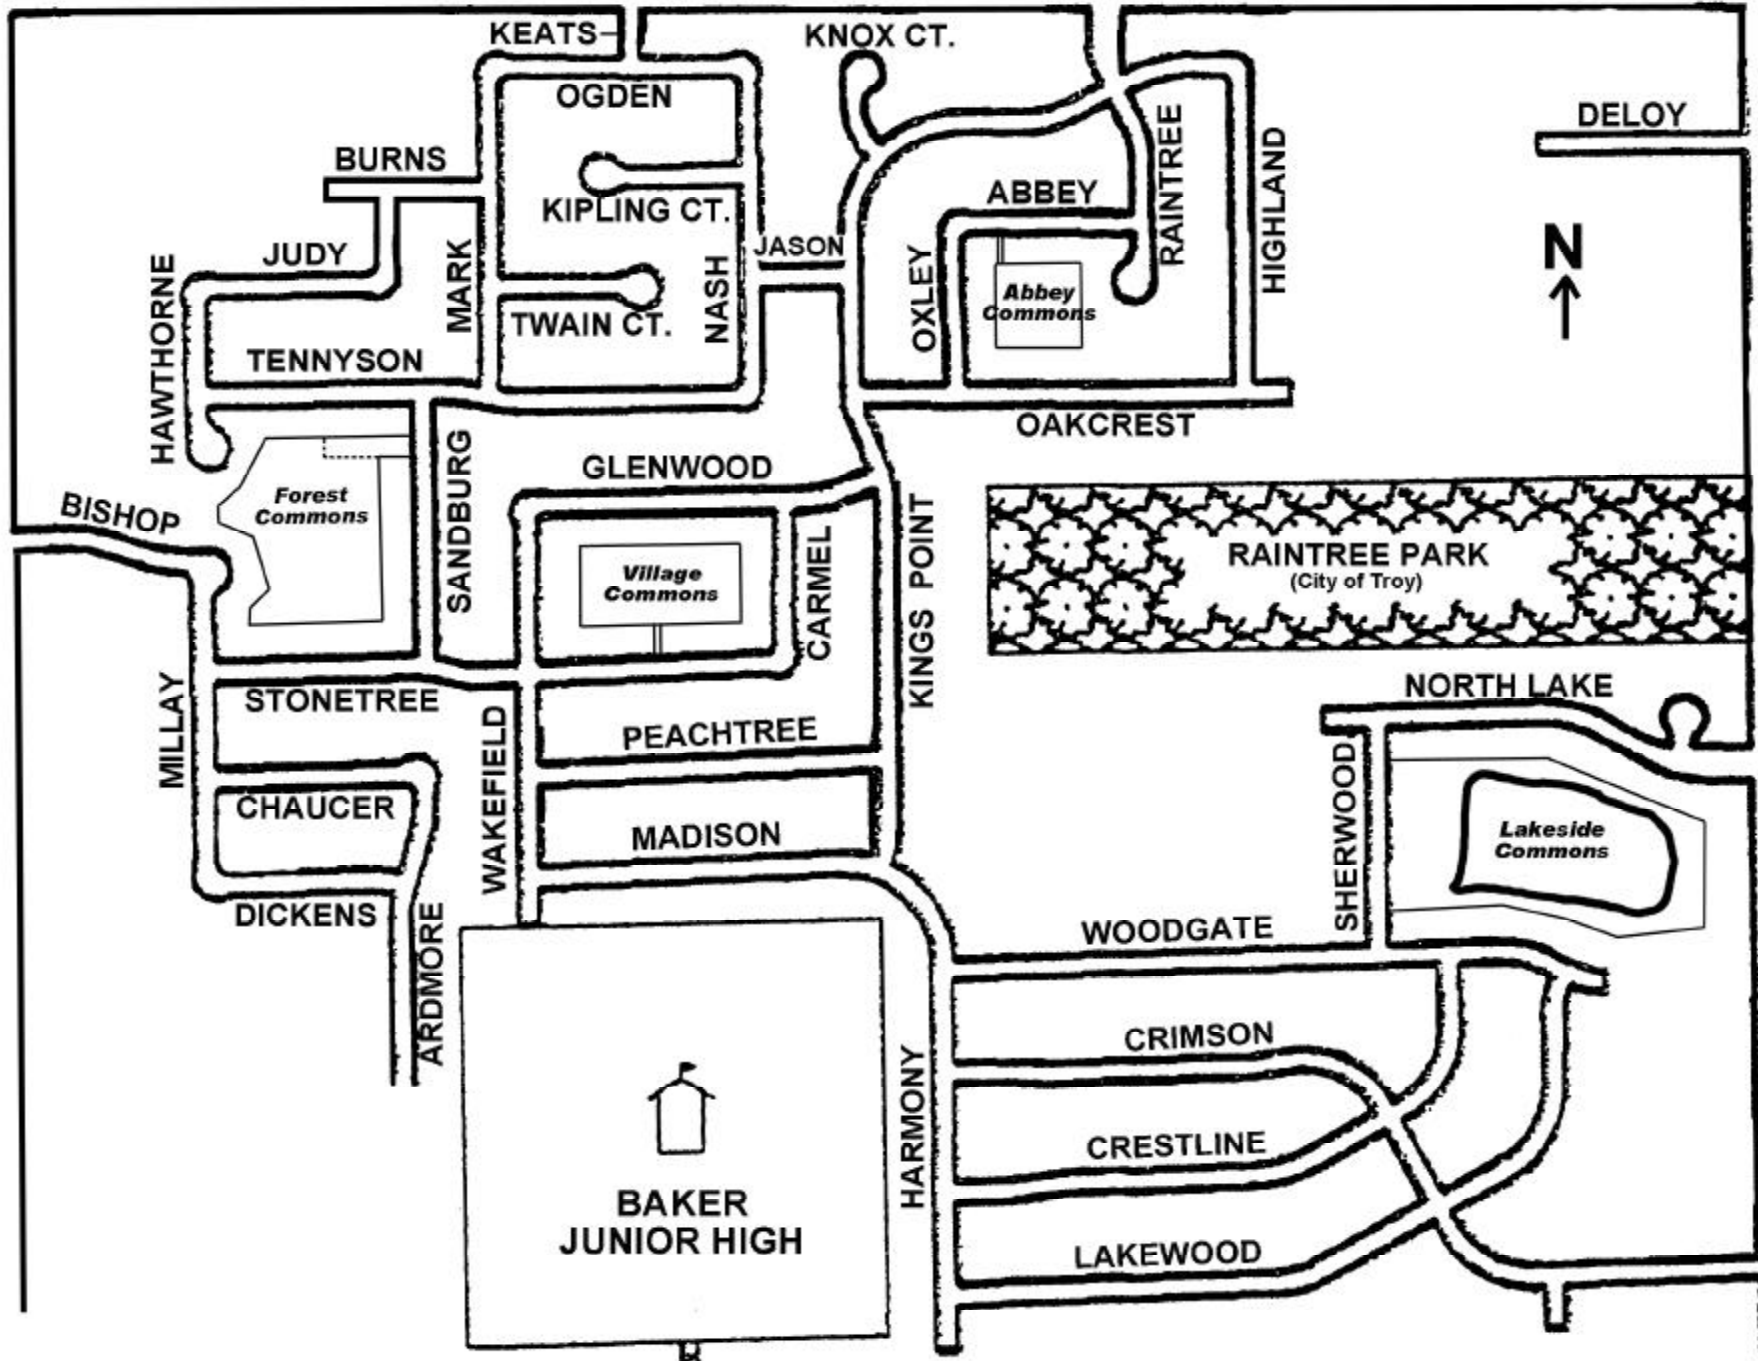 KEATS
KNOX CT.
OGDEN
DELOY
BURNS
RAINTREE
HIGHLAND
KIPLING CT.
ABBEY
JUDY
MARK
JASON
NASH
OXLEY
N
HAWTHORNE
Abbey
Commons
TWAIN CT.
TENNYSON
OAKCREST
SANDBURG
GLENWOOD
BISHOP
Forest
Commons
CARMEL
KINGS POINT
RAINTREE PARK
(City of Troy)
Village
Commons
MILLAY
STONETREE
NORTH LAKE
WAKEFIELD
PEACHTREE
SHERWOOD
CHAUCER
MADISON
Lakeside
Commons
DICKENS
ARDMORE
WOODGATE
CRIMSON
HARMONY
CRESTLINE
BAKER
JUNIOR HIGH
LAKEWOOD